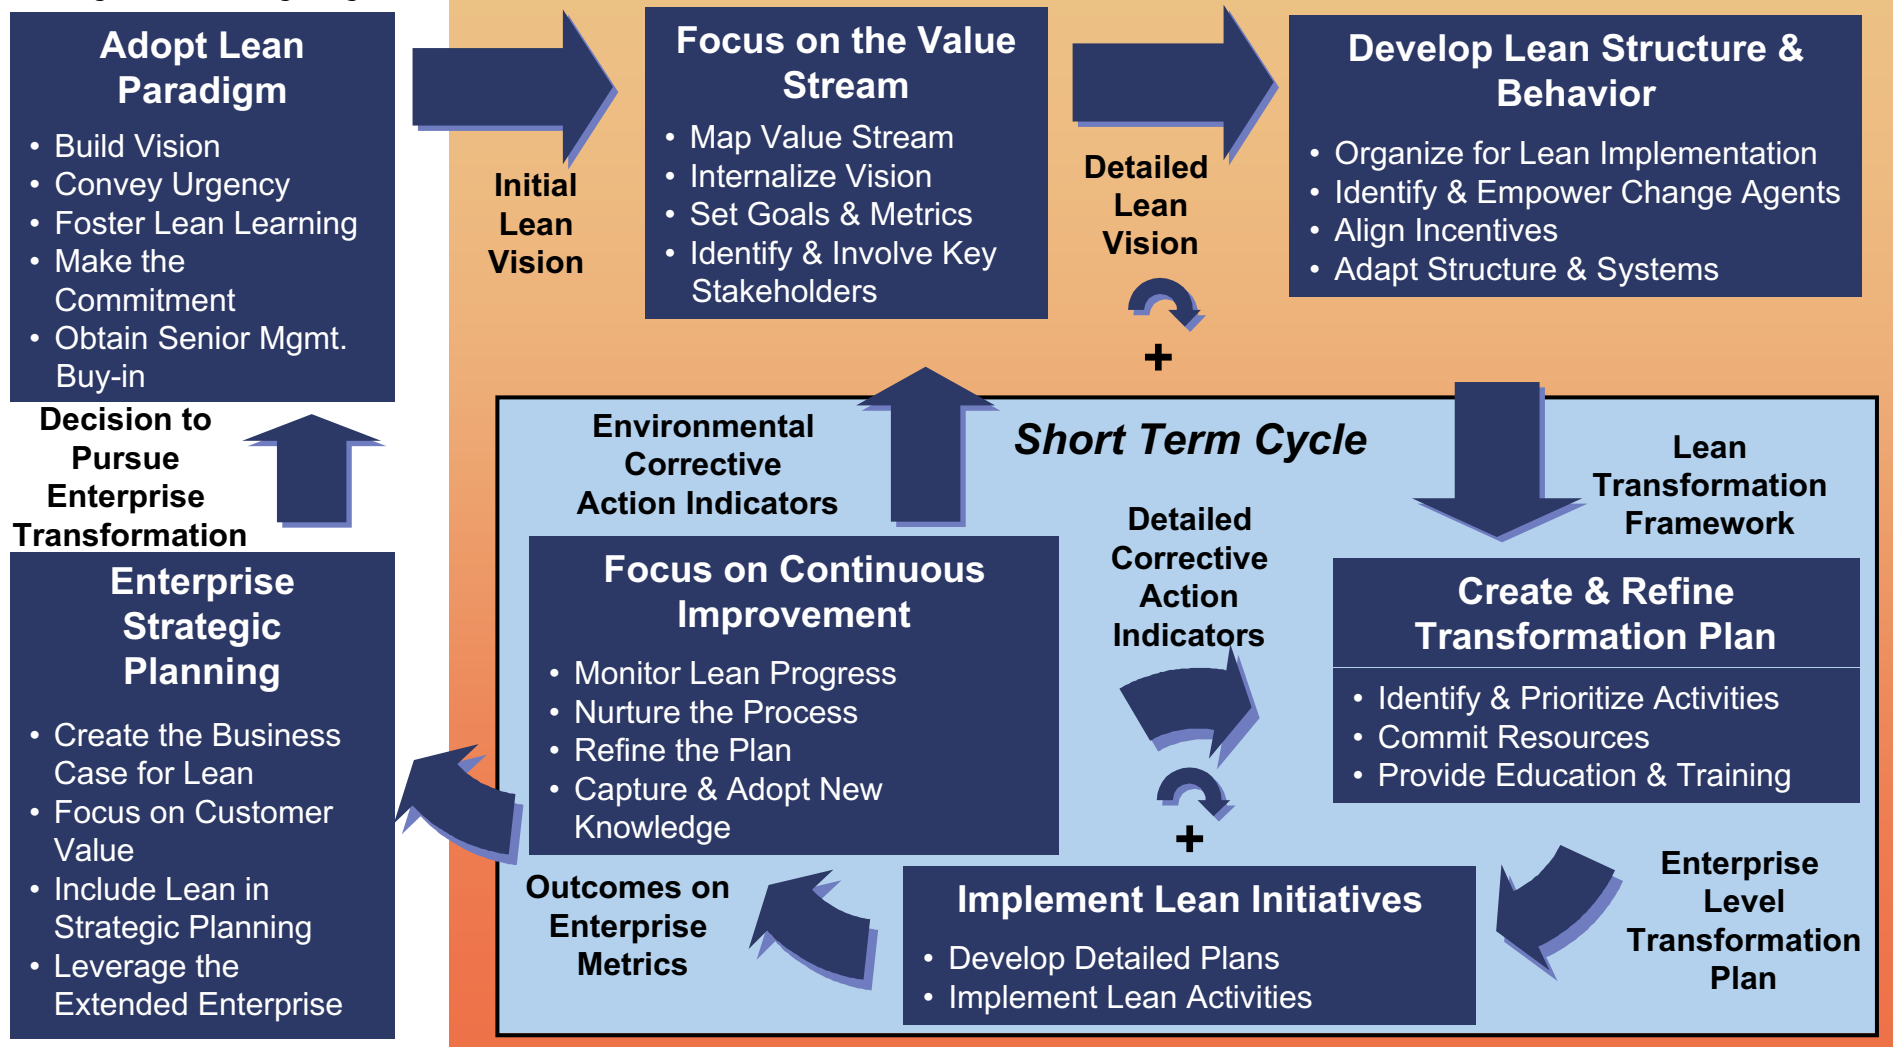 Adopt Lean
Paradigm
• Build Vision
• Convey Urgency
• Foster Lean Learning
• Make the
Commitment
• Obtain Senior Mgmt.
Buy-in
Initial
Lean
Vision
Focus on the Value
Stream
• Map Value Stream
• Internalize Vision
• Set Goals & Metrics
• Identify & Involve Key
Stakeholders
Detailed
Lean
Vision
+
Develop Lean Structure &
Behavior
• Organize for Lean Implementation
• Identify & Empower Change Agents
• Align Incentives
• Adapt Structure & Systems
Decision to
Pursue
Enterprise
Transformation
Environmental
Corrective
Action Indicators
Short Term Cycle
Lean
Transformation
Framework
Detailed
Corrective
Action
Indicators
+
Enterprise
Strategic
Planning
• Create the Business
Case for Lean
• Focus on Customer
Value
• Include Lean in
Strategic Planning
• Leverage the
Extended Enterprise
Focus on Continuous
Improvement
• Monitor Lean Progress
• Nurture the Process
• Refine the Plan
• Capture & Adopt New
Knowledge
Create & Refine
Transformation Plan
• Identify & Prioritize Activities
• Commit Resources
• Provide Education & Training
Outcomes on
Enterprise
Metrics
Implement Lean Initiatives
• Develop Detailed Plans
• Implement Lean Activities
Enterprise
Level
Transformation
Plan